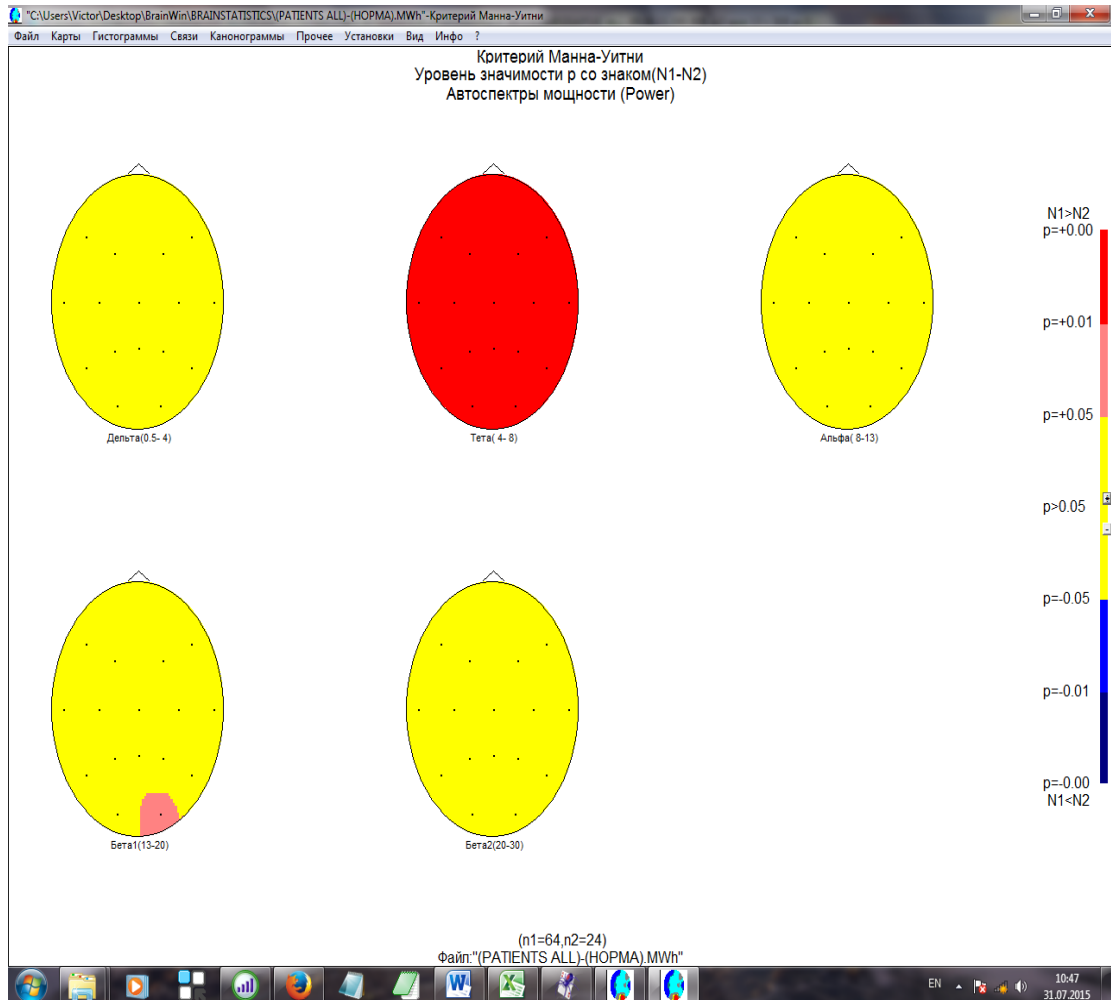 "C:\Users\Victor\Desktop\BrainWin\BRAINSTATISTICS\(PATIENTS ALL)-(НОРМА).MWh"-Критерий Манна-Уитни
Файл Карты Гистограммы Связи Канонограммы Прочее Установки Вид Инфо ?
Критерий Манна-Уитни
Уровень значимости p со знаком(N1-N2)
Автоспектры мощности (Power)
Дельта(0.5- 4)
Тета( 4- 8)
Альфа( 8-13)
N1>N2
p=+0.00
p=+0.01
p=+0.05
p>0.05
p=-0.05
p=-0.01
p=-0.00
N1<N2
Бета1(13-20)
Бета2(20-30)
(n1=64,n2=24)
Файл:"(PATIENTS ALL)-(НОРМА).MWh"
EN
10:47
31.07.2015